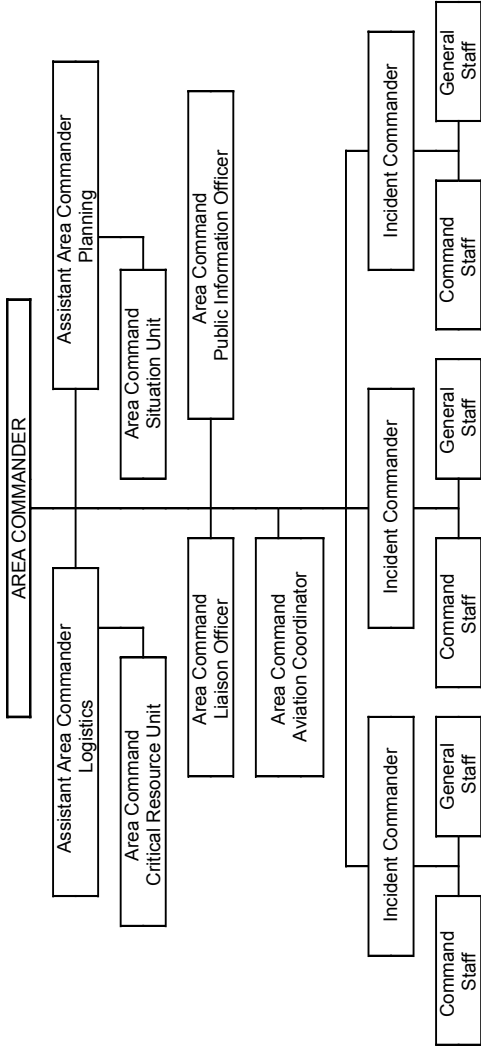 AREA COMMANDER
Assistant Area Commander
Logistics
Assistant Area Commander
Planning
Area Command
Critical Resource Unit
Area Command
Situation Unit
Area Command
Liaison Officer
Area Command
Public Information Officer
Area Command
Aviation Coordinator
Incident Commander
Incident Commander
Incident Commander
Command
Staff
General
Staff
Command
Staff
General
Staff
Command
Staff
General
Staff